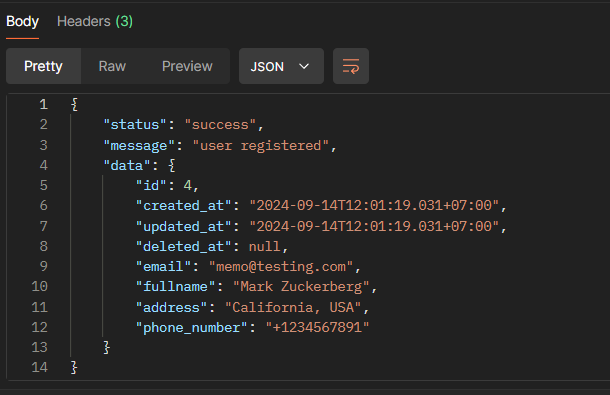 Body Headers (3)
Pretty Raw Preview JSON
1 {
2 "status": "success",
3 "message": "user registered",
4 "data": {
5 "id": 4,
6 "created_at": "2024-09-14T12:01:19.031+07:00",
7 "updated_at": "2024-09-14T12:01:19.031+07:00",
8 "deleted_at": null,
9 "email": "memo@testing.com",
10 "fullname": "Mark Zuckerberg",
11 "address": "California, USA",
12 "phone_number": "+1234567891"
13 }
14 }